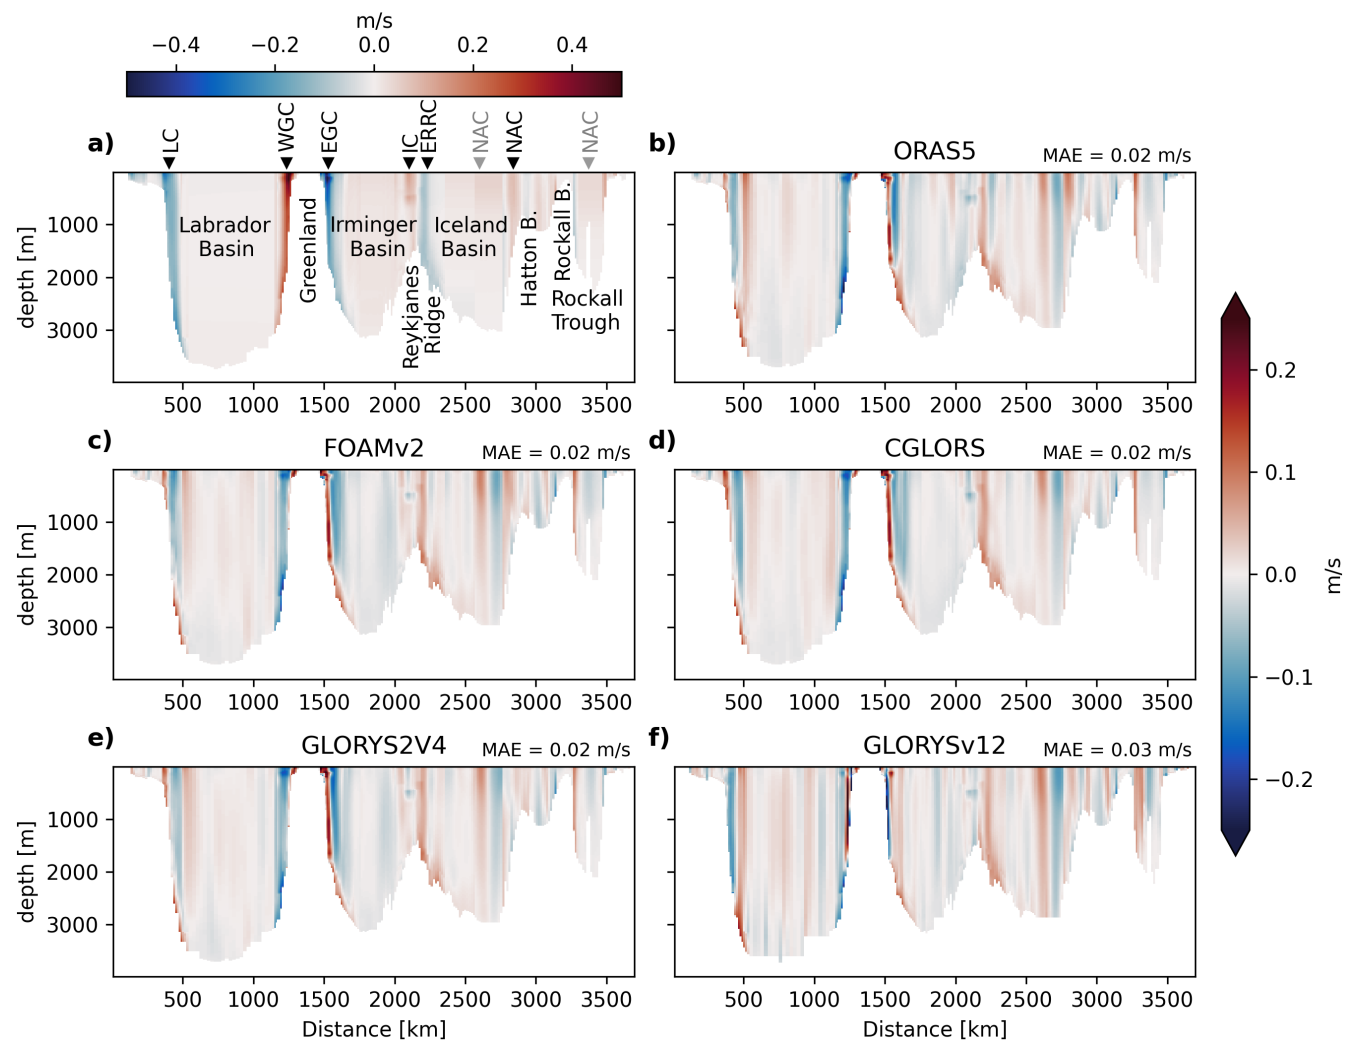 m/s
−0.4 −0.2 0.0 0.2 0.4
a) LC WGC EGC IC ERRC NAC NAC NAC
Labrador Basin
Greenland
Irminger Basin
Reykjanes Ridge
Iceland Basin
Hatton B.
Rockall B.
Rockall Trough
depth [m]
1000
2000
3000
500 1000 1500 2000 2500 3000 3500
b) ORAS5 MAE = 0.02 m/s
500 1000 1500 2000 2500 3000 3500
c) FOAMv2 MAE = 0.02 m/s
depth [m]
1000
2000
3000
500 1000 1500 2000 2500 3000 3500
d) CGLORS MAE = 0.02 m/s
500 1000 1500 2000 2500 3000 3500
e) GLORYS2V4 MAE = 0.02 m/s
depth [m]
1000
2000
3000
500 1000 1500 2000 2500 3000 3500
Distance [km]
f) GLORYSv12 MAE = 0.03 m/s
500 1000 1500 2000 2500 3000 3500
Distance [km]
0.2
0.1
0.0
−0.1
−0.2
m/s